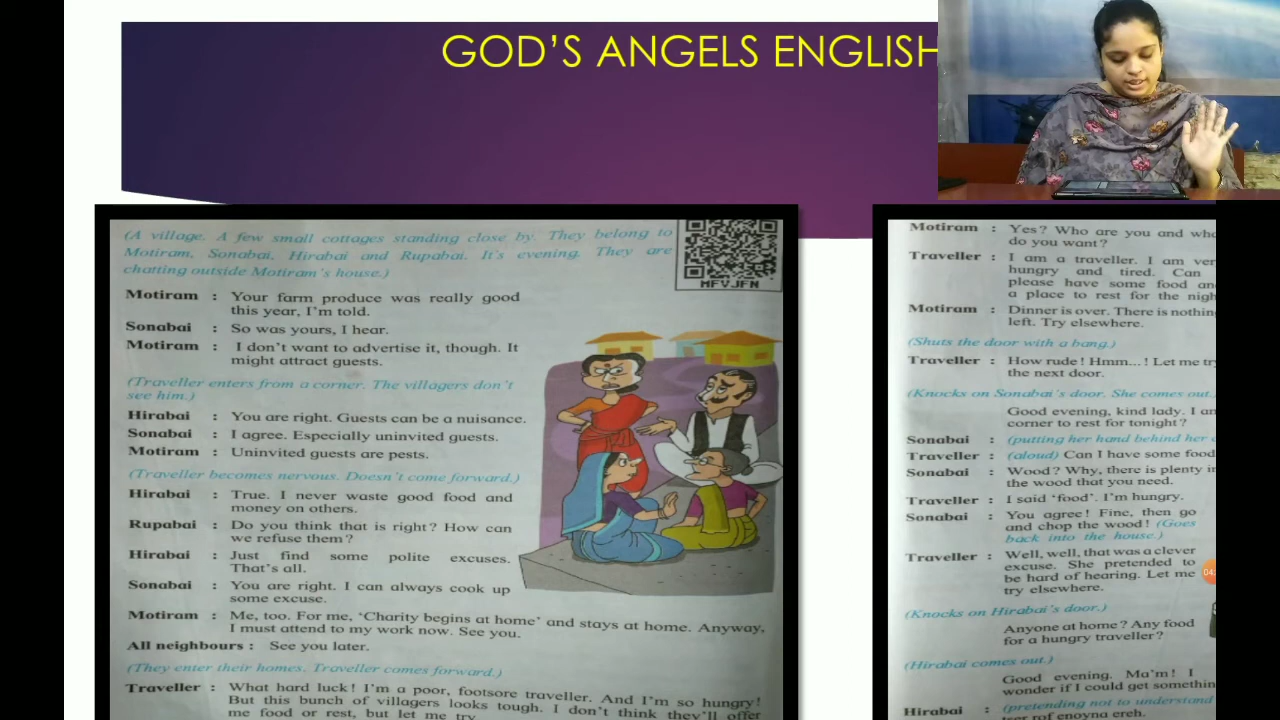 GOD'S ANGELS ENGLISH
(A village. A few small cottages standing close by. They belong to
Motiram, Sonabai, Hirabai and Rupabai. It's evening. They are
chatting outside Motiram's house.)
MFVJFN
Motiram : Your farm produce was really good
this year, I'm told.
Sonabai : So was yours, I hear.
Motiram : I don't want to advertise it, though. It
might attract guests.
(Traveller enters from a corner. The villagers don't
see him.)
Hirabai : You are right. Guests can be a nuisance.
Sonabai : I agree. Especially uninvited guests.
Motiram : Uninvited guests are pests.
(Traveller becomes nervous. Doesn't come forward.)
Hirabai : True. I never waste good food and
money on others.
Rupabai : Do you think that is right? How can
we refuse them?
Hirabai : Just find some polite excuses.
That's all.
Sonabai : You are right. I can always cook up
some excuse.
Motiram : Me, too. For me, 'Charity begins at home' and stays at home. Anyway,
I must attend to my work now. See you.
All neighbours : See you later.
(They enter their homes. Traveller comes forward.)
Traveller : What hard luck! I'm a poor, footsore traveller. And I'm so hungry!
But this bunch of villagers looks tough. I don't think they'll offer
me food or rest, but let me try.
Motiram : Yes? Who are you and
do you want?
Traveller : I am a traveller. I am
hungry and tired. Can
please have some food
a place to rest for the
Motiram : Dinner is over. There is
left. Try elsewhere.
(Shuts the door with a bang.)
Traveller : How rude! Hmm...! Let me
the next door.
(Knocks on Sonabai's door. She comes out.
Good evening, kind lady. I
corner to rest for tonight?
Sonabai : (putting her hand behind her
Traveller : (aloud) Can I have some food
Sonabai : Wood? Why, there is plenty
the wood that you need.
Traveller : I said 'food'. I'm hungry.
Sonabai : You agree! Fine, then go
and chop the wood! (Goes
back into the house.)
Traveller : Well, well, that was a clever
excuse. She pretended to
be hard of hearing. Let me
try elsewhere.
(Knocks on Hirabai's door.)
Anyone at home? Any food
for a hungry traveller?
(Hirabai comes out.)
Good evening. Ma'm! I
wonder if I could get
Hirabai : (pretending not to understand